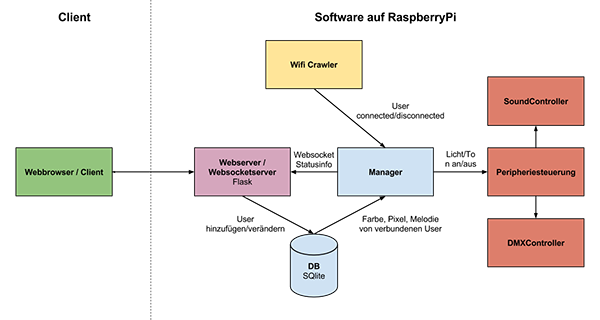 Client
Software auf RaspberryPi
Wifi Crawler
User
connected/disconnected
SoundController
Webbrowser / Client
Webserver /
Websocketserver
Flask
Websocket
Statusinfo
Manager
Licht/To
n an/aus
Peripheriesteuerung
User
hinzufügen/verändern
Farbe, Pixel, Melodie
von verbundenen User
DB
SQlite
DMXController